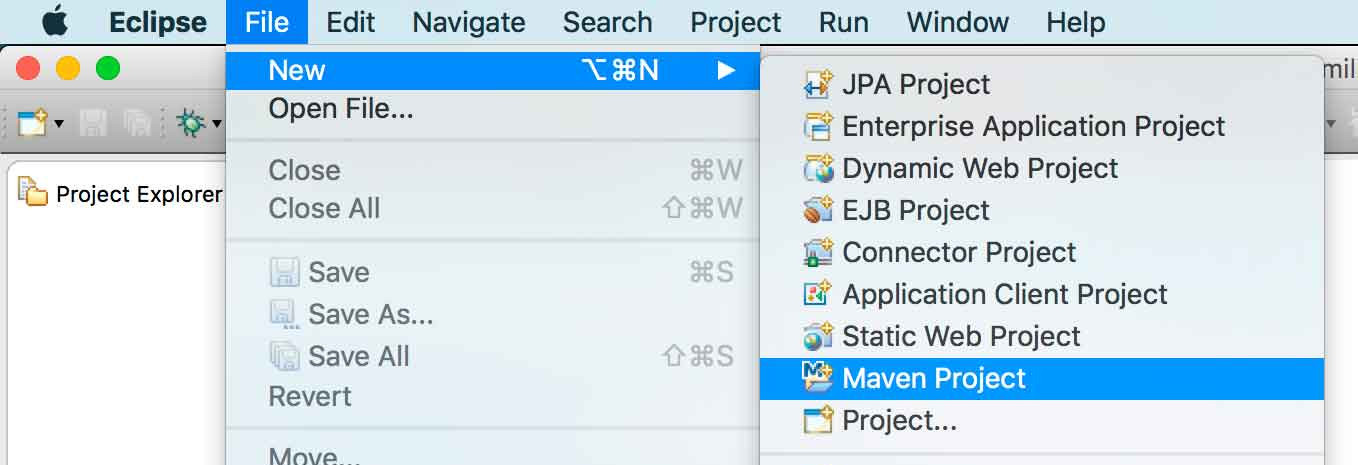 Eclipse File Edit Navigate Search Project Run Window Help
New ⌥⌘N ▶
Open File...
Close ⌘W
Close All ⇧⌘W
Save ⌘S
Save As...
Save All ⇧⌘S
Revert
Move...
Project Explorer
JPA Project
Enterprise Application Project
Dynamic Web Project
EJB Project
Connector Project
Application Client Project
Static Web Project
Maven Project
Project...